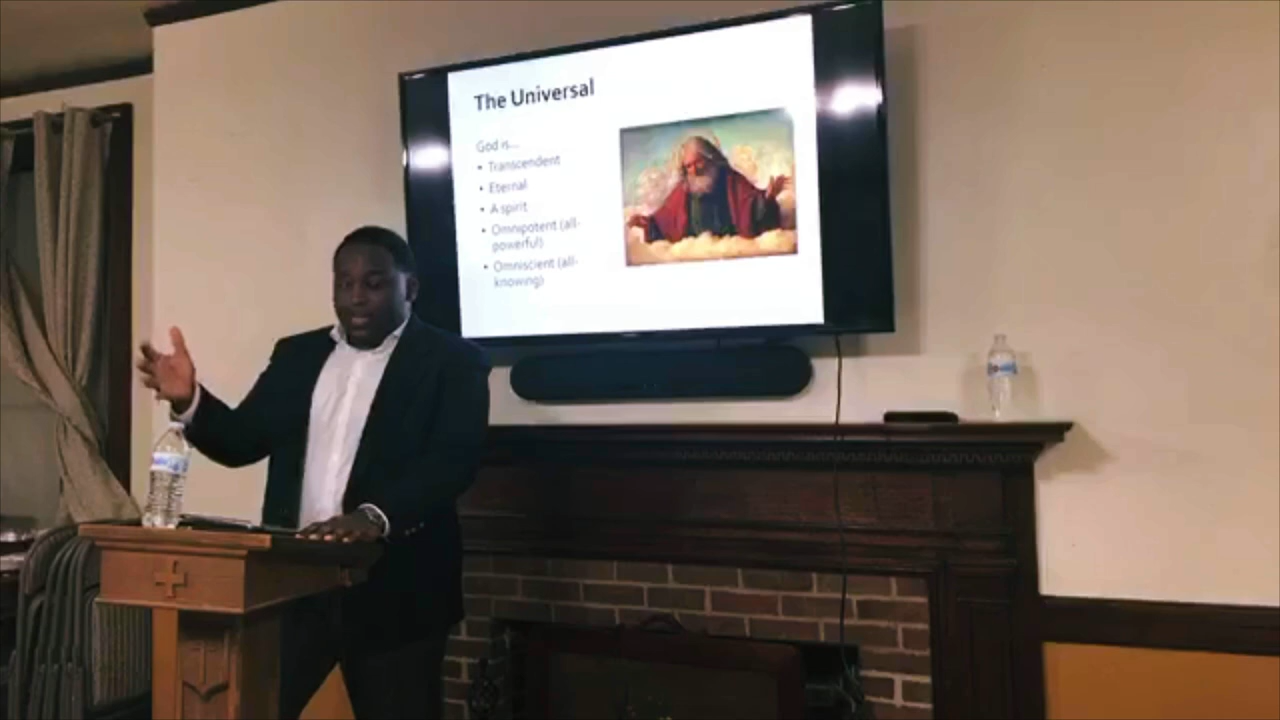 The Universal
God is...
• Transcendent
• Eternal
• A spirit
• Omnipotent (all-
powerful)
• Omniscient (all-
knowing)